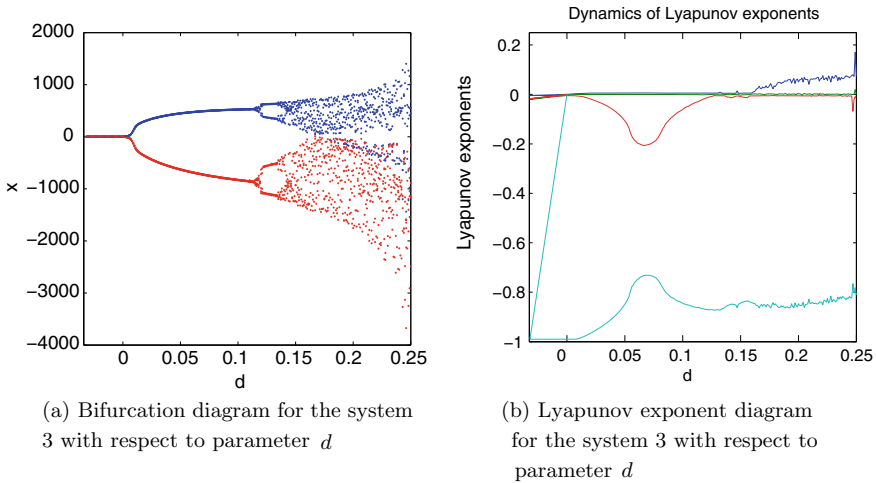 2000
1000
0
−1000
−2000
−3000
−4000
x
0
0.05
0.1
0.15
0.2
0.25
d
(a) Bifurcation diagram for the system
3 with respect to parameter d
Dynamics of Lyapunov exponents
0.2
0
−0.2
−0.4
−0.6
−0.8
−1
Lyapunov exponents
0
0.05
0.1
0.15
0.20
0.25
d
(b) Lyapunov exponent diagram
for the system 3 with respect to
parameter d